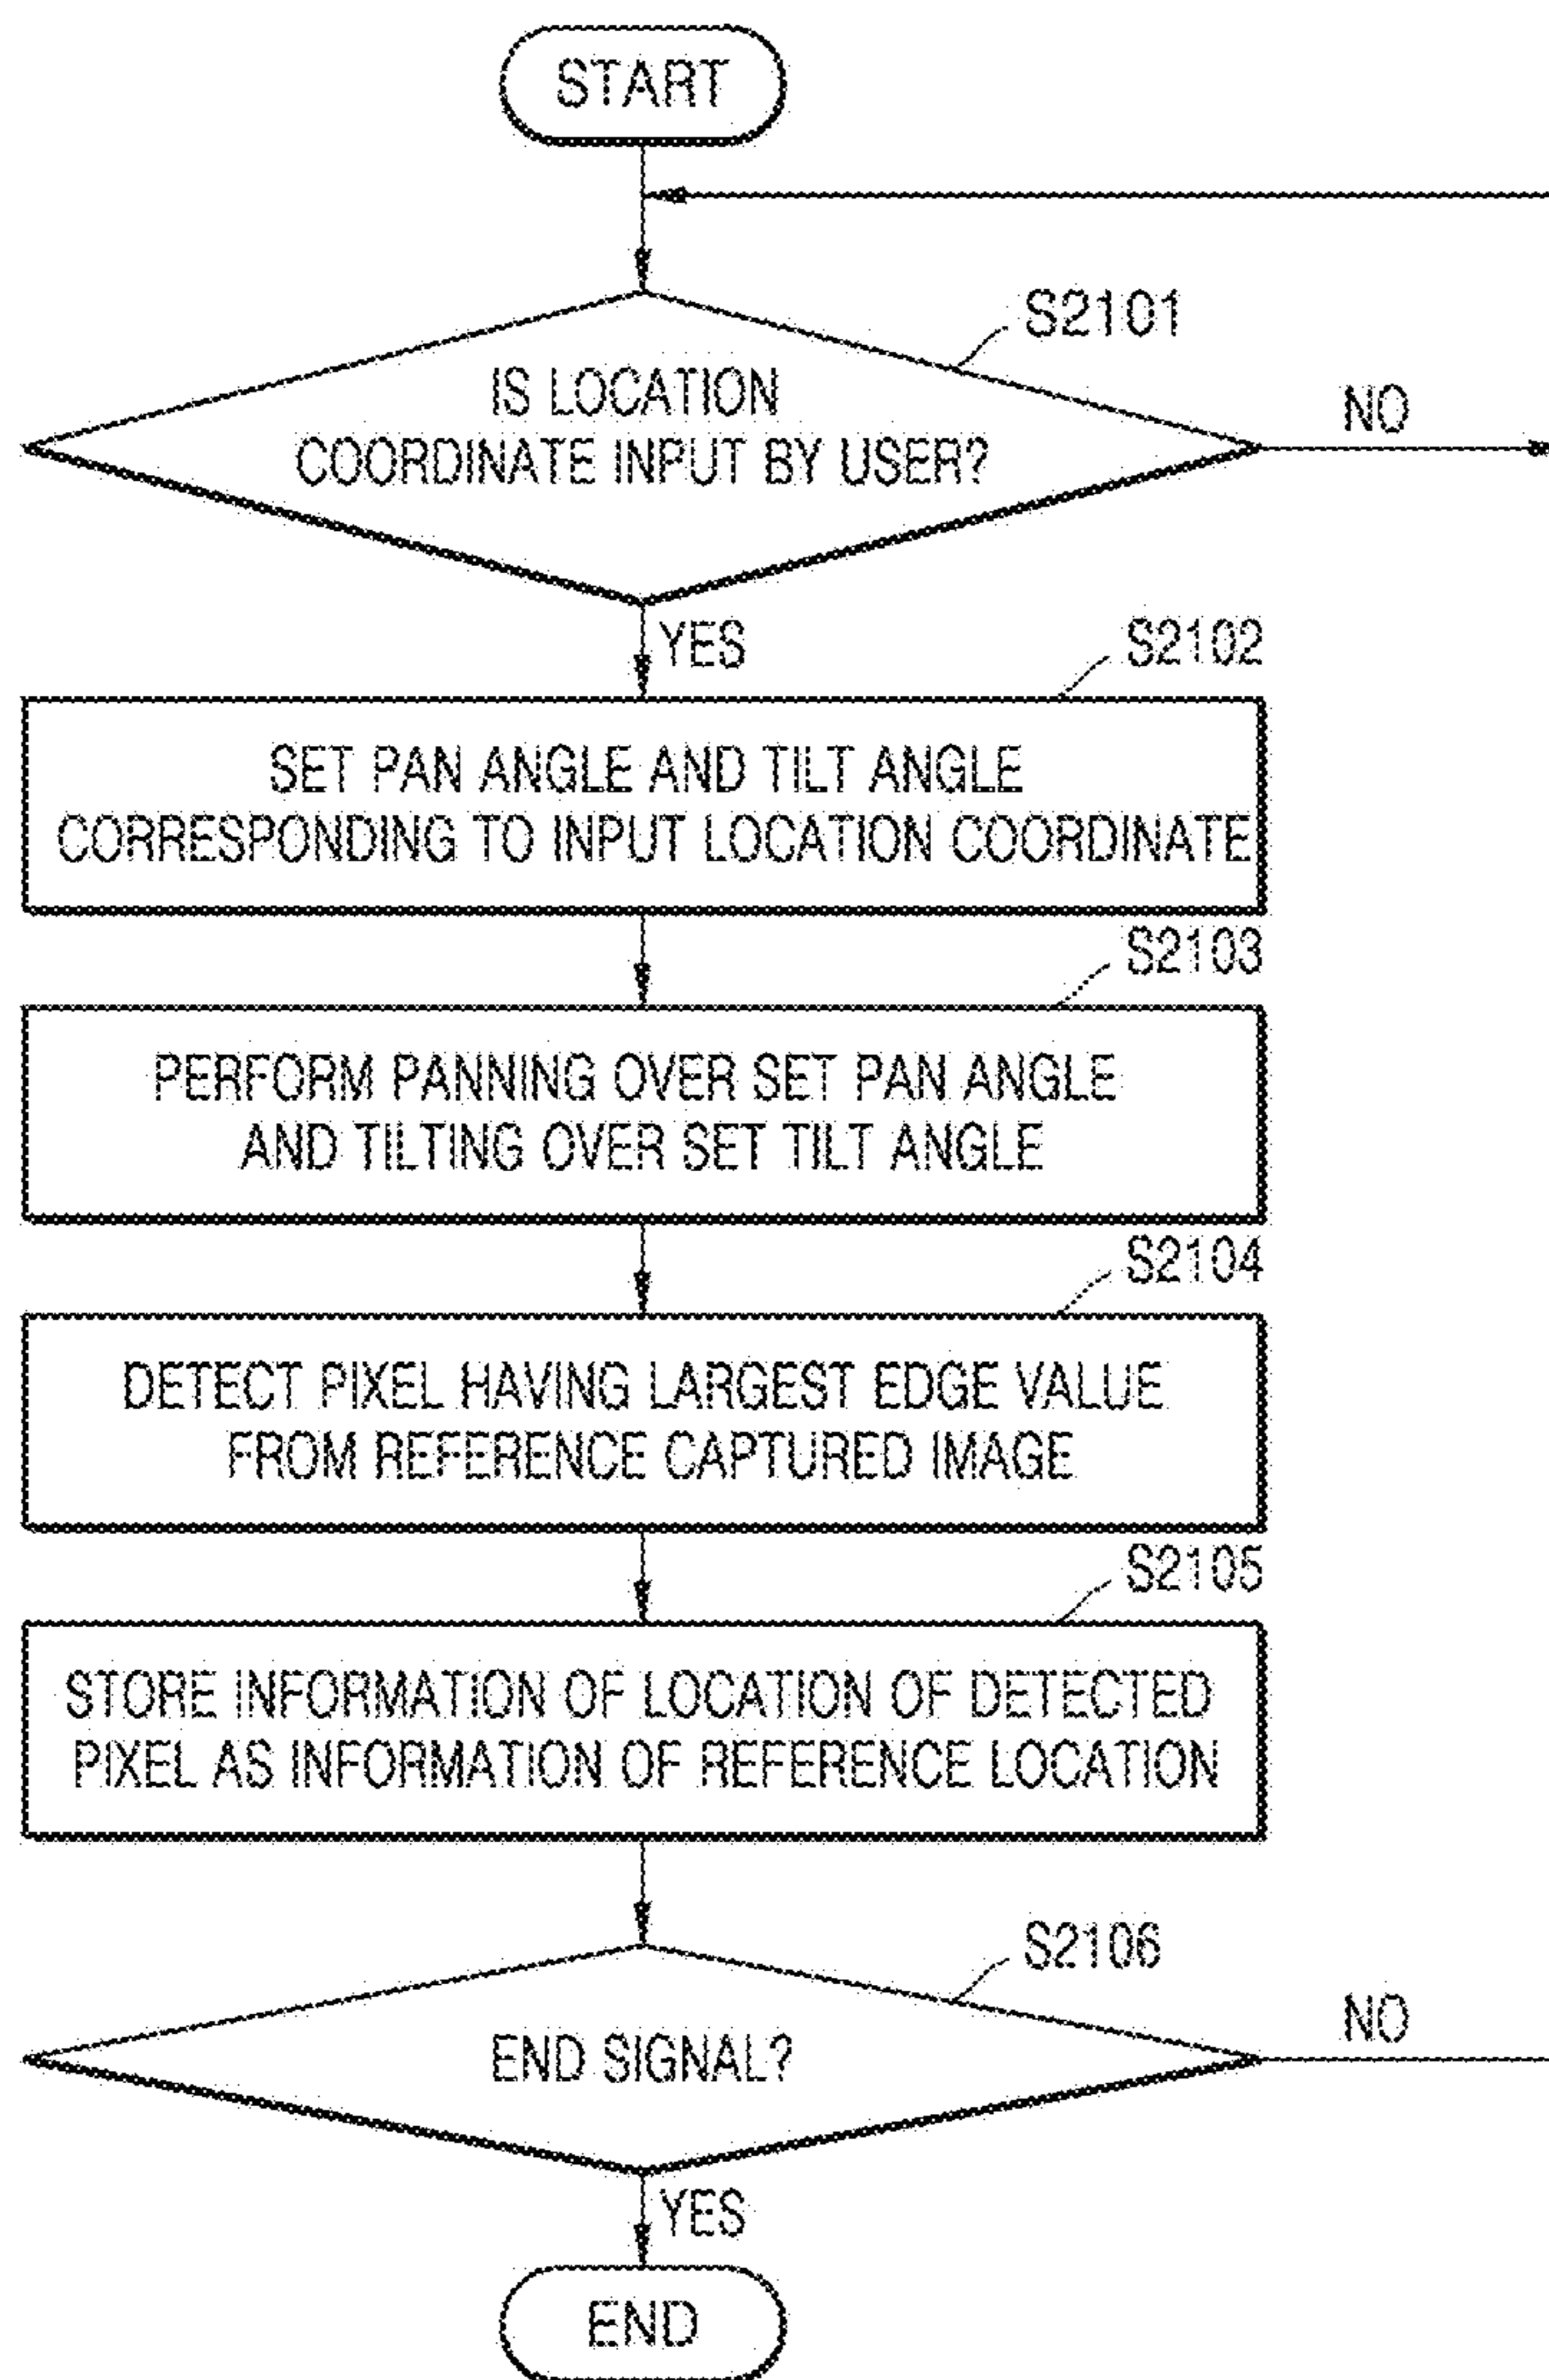 START
S2101
IS LOCATION
COORDINATE INPUT BY USER?
NO
YES
S2102
SET PAN ANGLE AND TILT ANGLE
CORRESPONDING TO INPUT LOCATION COORDINATE
S2103
PERFORM PANNING OVER SET PAN ANGLE
AND TILTING OVER SET TILT ANGLE
S2104
DETECT PIXEL HAVING LARGEST EDGE VALUE
FROM REFERENCE CAPTURED IMAGE
S2105
STORE INFORMATION OF LOCATION OF DETECTED
PIXEL AS INFORMATION OF REFERENCE LOCATION
S2106
END SIGNAL?
NO
YES
END